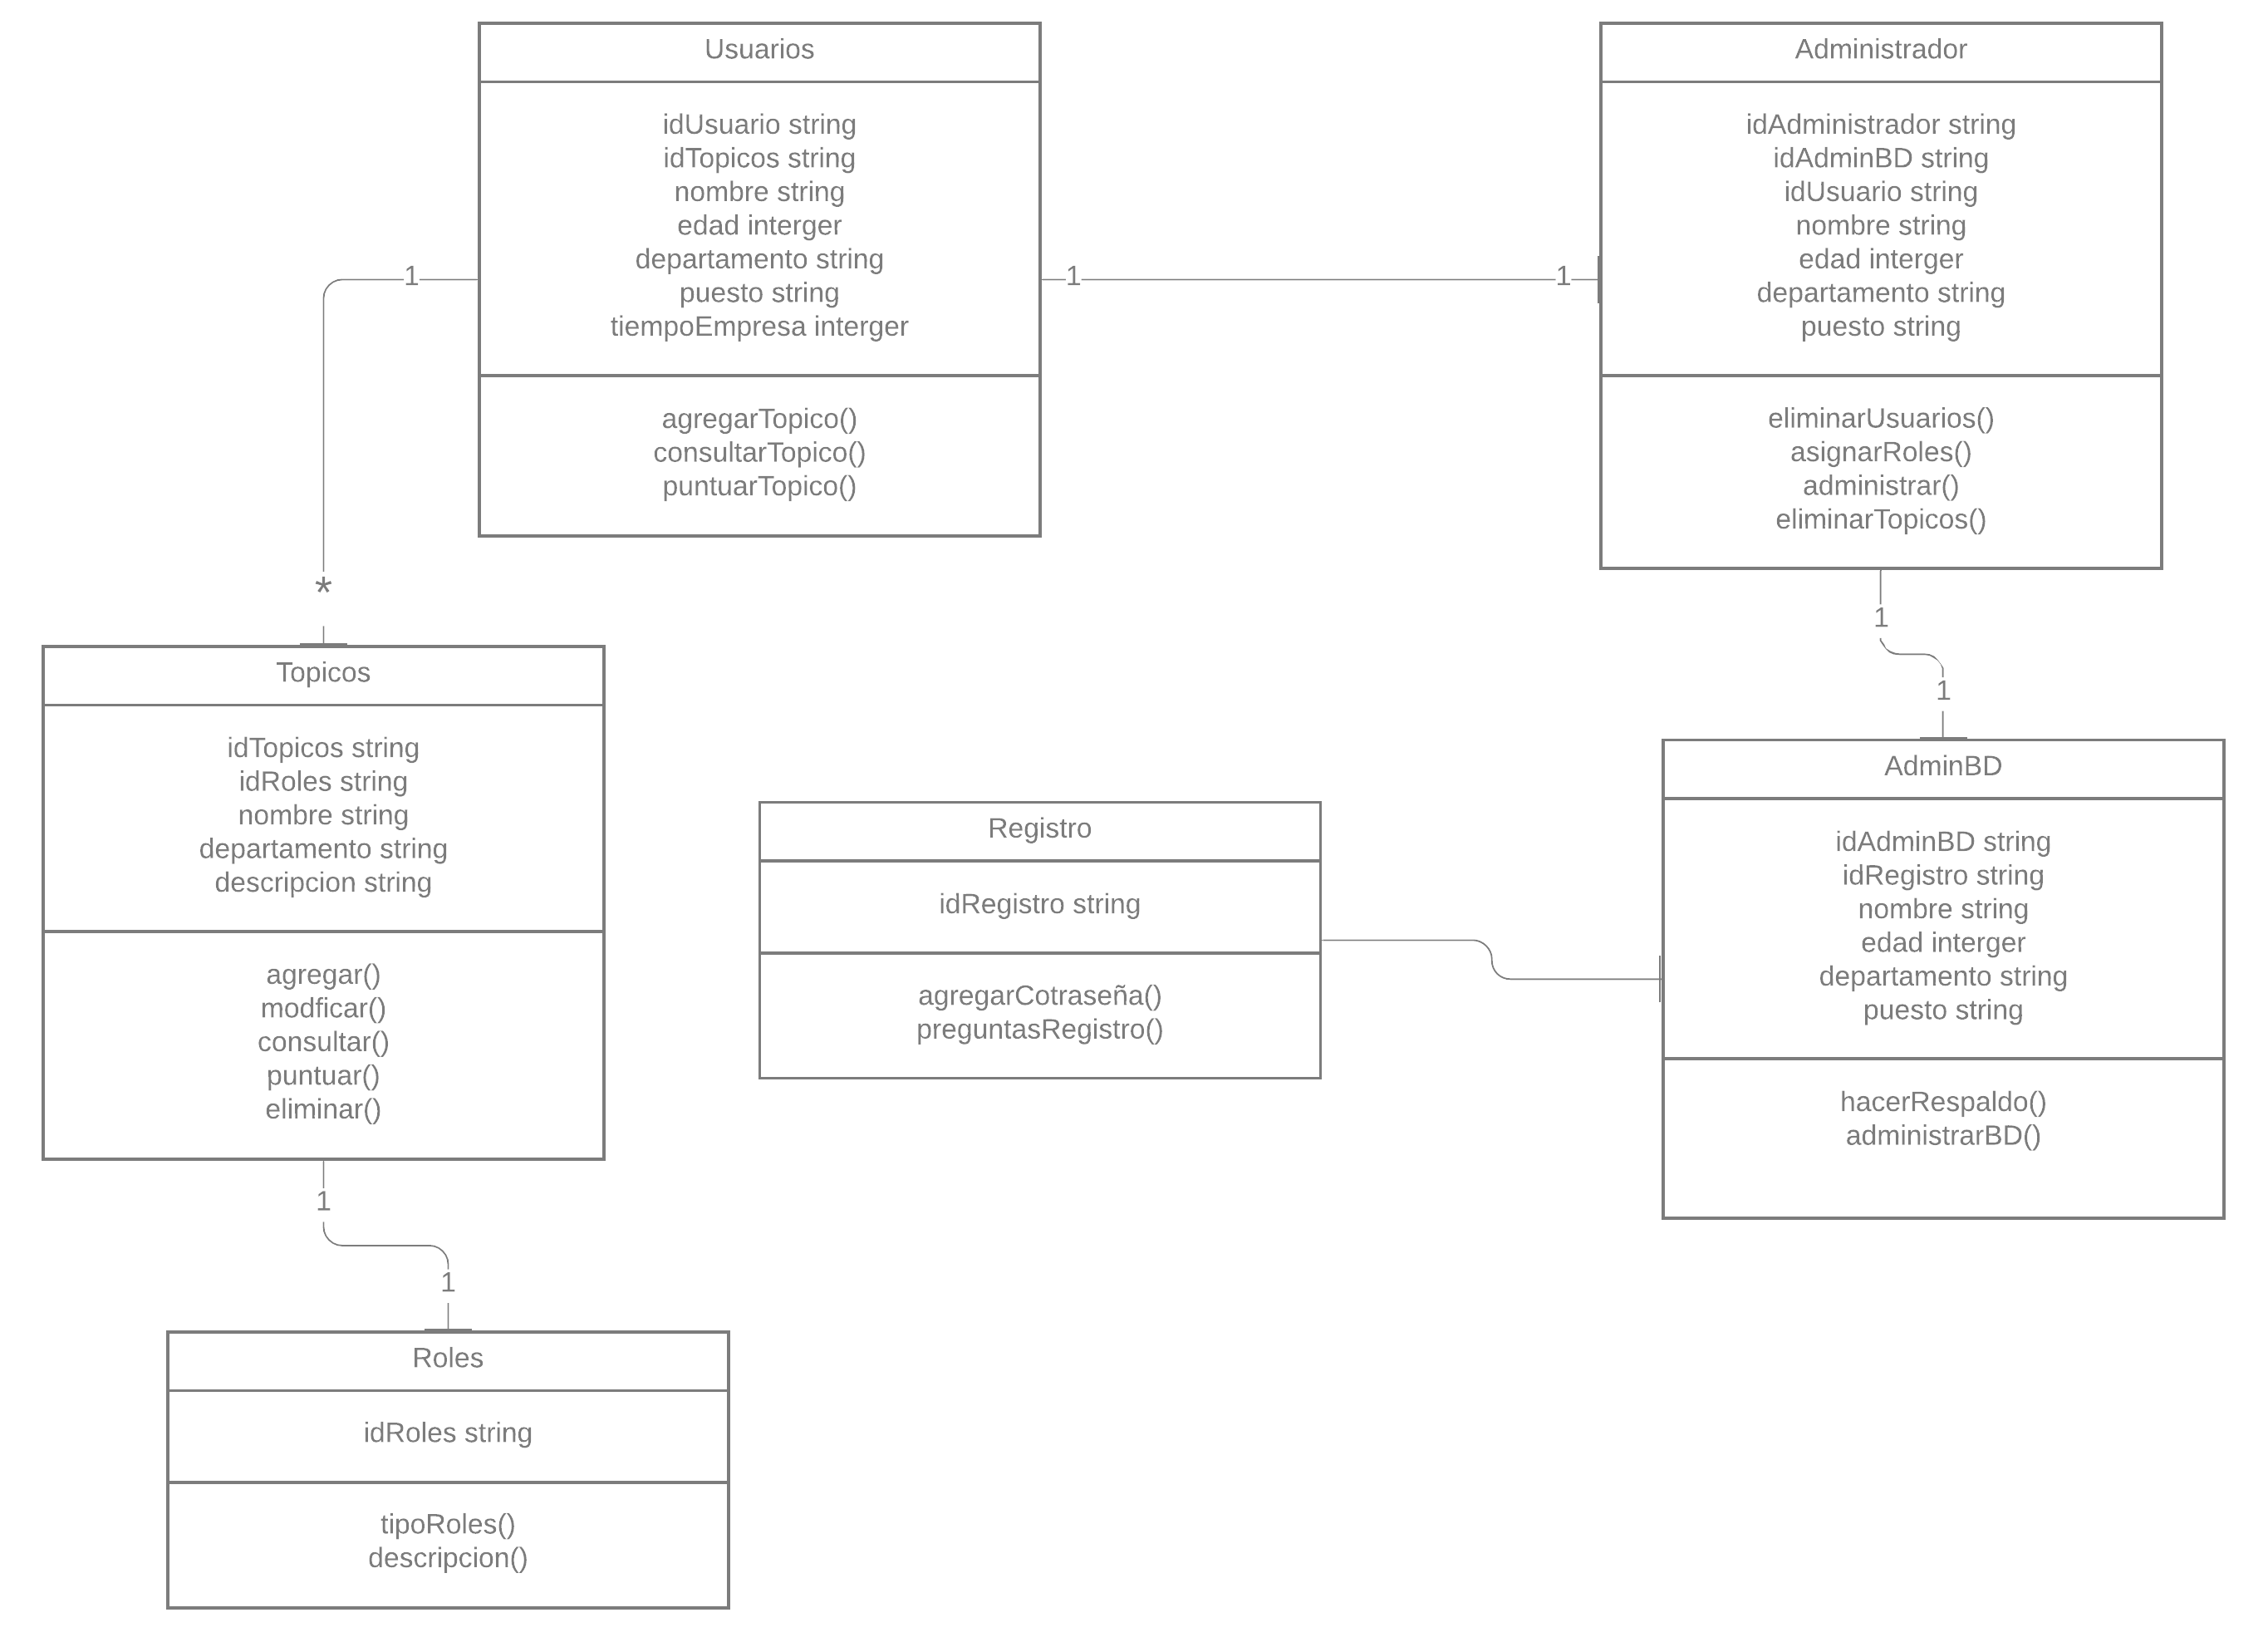 Usuarios
idUsuario string
idTopicos string
nombre string
edad interger
departamento string
puesto string
tiempoEmpresa interger
agregarTopico()
consultarTopico()
puntuarTopico()
Administrador
idAdministrador string
idAdminBD string
idUsuario string
nombre string
edad interger
departamento string
puesto string
eliminarUsuarios()
asignarRoles()
administrar()
eliminarTopicos()
1
1
1
*
1
1
Topicos
idTopicos string
idRoles string
nombre string
departamento string
descripcion string
agregar()
modficar()
consultar()
puntuar()
eliminar()
Registro
idRegistro string
agregarCotraseña()
preguntasRegistro()
AdminBD
idAdminBD string
idRegistro string
nombre string
edad interger
departamento string
puesto string
hacerRespaldo()
administrarBD()
1
1
Roles
idRoles string
tipoRoles()
descripcion()